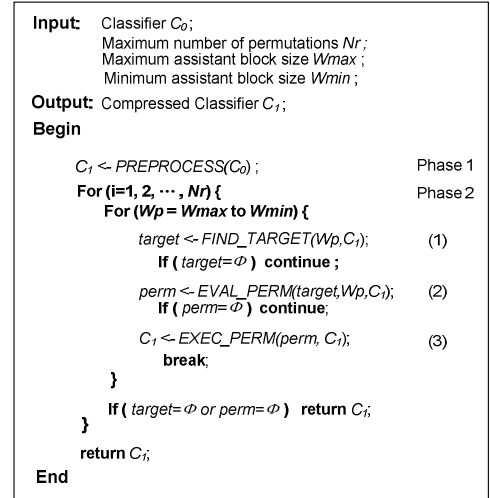 Input: Classifier C₀;
Maximum number of permutations Nr;
Maximum assistant block size Wmax;
Minimum assistant block size Wmin;
Output: Compressed Classifier C₁;
Begin
C₁ <- PREPROCESS(C₀); Phase 1
For (i=1, 2, ⋯, Nr) { Phase 2
For (Wp = Wmax to Wmin) {
target <- FIND_TARGET(Wp,C₁); (1)
If ( target=Φ ) continue ;
perm <- EVAL_PERM(target,Wp,C₁); (2)
If ( perm=Φ ) continue;
C₁ <- EXEC_PERM(perm, C₁); (3)
break;
}
If ( target=Φ or perm=Φ ) return C₁;
}
return C₁;
End